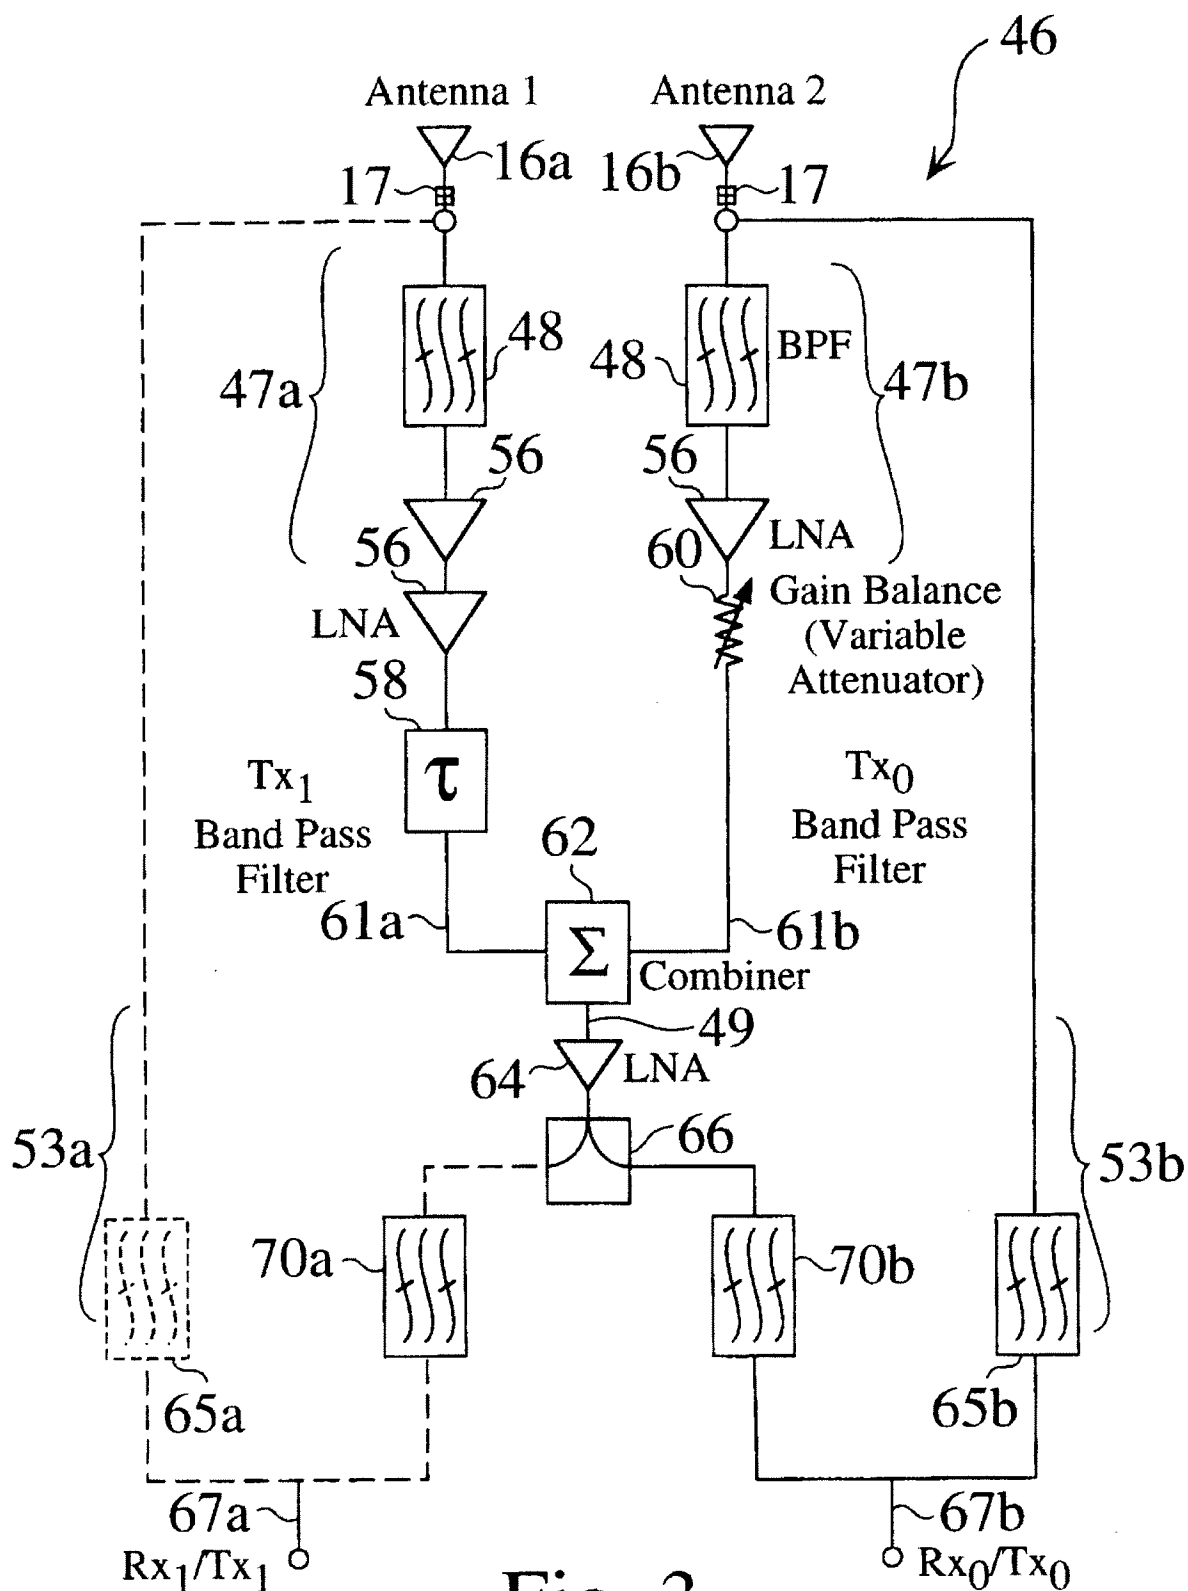 46
Antenna 1
Antenna 2
16a
16b
17
17
48
48
BPF
47a
47b
56
56
56
LNA
60
LNA
Gain Balance
(Variable
Attenuator)
58
τ
Tx1
Band Pass
Filter
Tx0
Band Pass
Filter
62
61a
61b
Σ
Combiner
49
64
LNA
66
53a
53b
70a
70b
65a
65b
67a
67b
Rx1/Tx1
Rx0/Tx0
Fig. 3